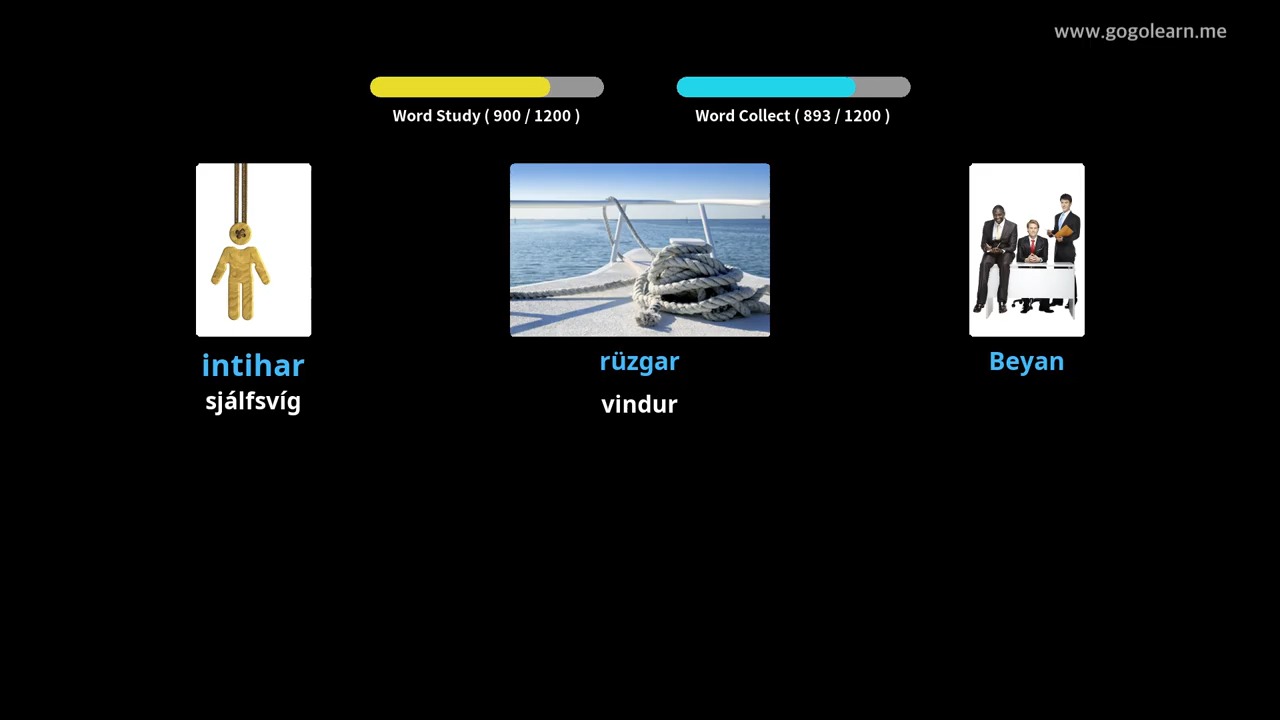 www.gogolearn.me
Word Study ( 900 / 1200 )
Word Collect ( 893 / 1200 )
intihar
sjálfsvíg
rüzgar
vindur
Beyan